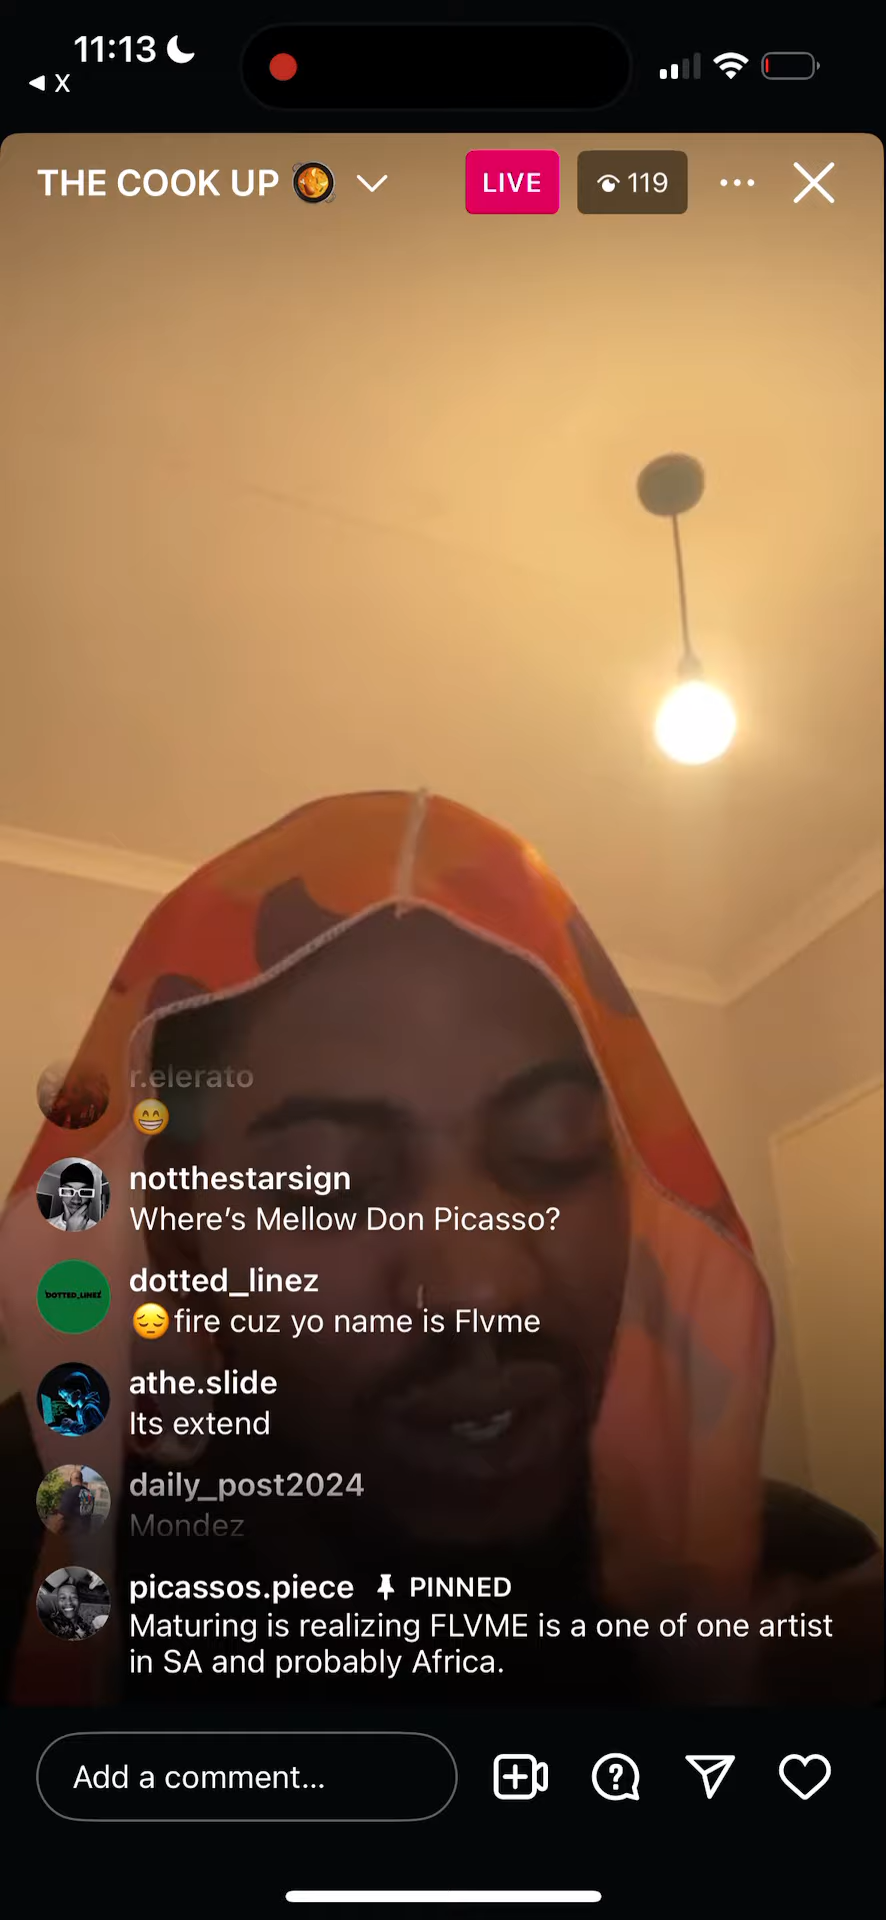 11:13
X
THE COOK UP 🥘
LIVE
119
r.elerato
😁
notthestarsign
Where's Mellow Don Picasso?
DOTTED_LINEZ
dotted_linez
😔fire cuz yo name is Flvme
athe.slide
Its extend
daily_post2024
Mondez
picassos.piece PINNED
Maturing is realizing FLVME is a one of one artist
in SA and probably Africa.
Add a comment...